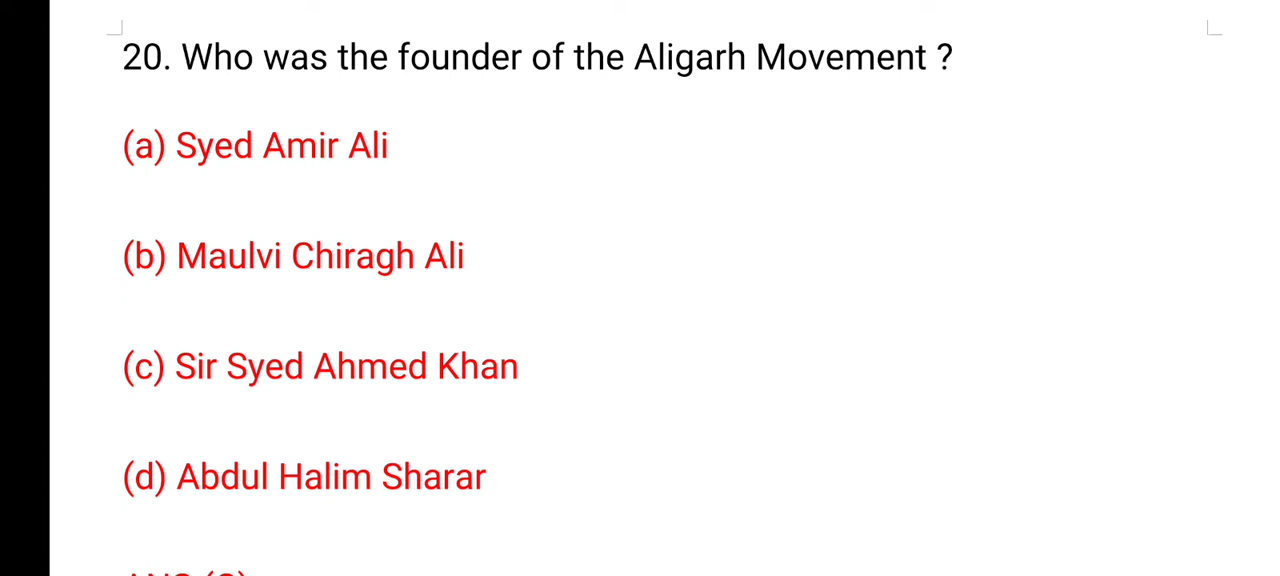 20. Who was the founder of the Aligarh Movement ?
(a) Syed Amir Ali
(b) Maulvi Chiragh Ali
(c) Sir Syed Ahmed Khan
(d) Abdul Halim Sharar